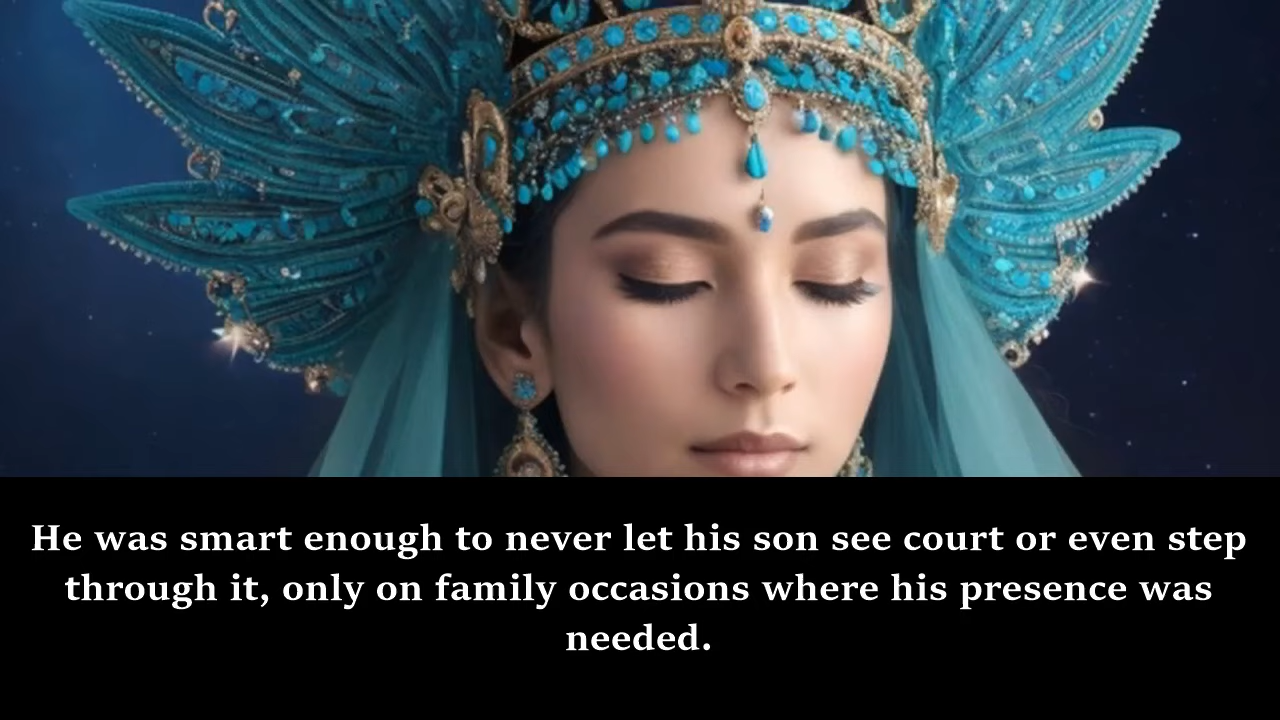 He was smart enough to never let his son see court or even step
through it, only on family occasions where his presence was
needed.